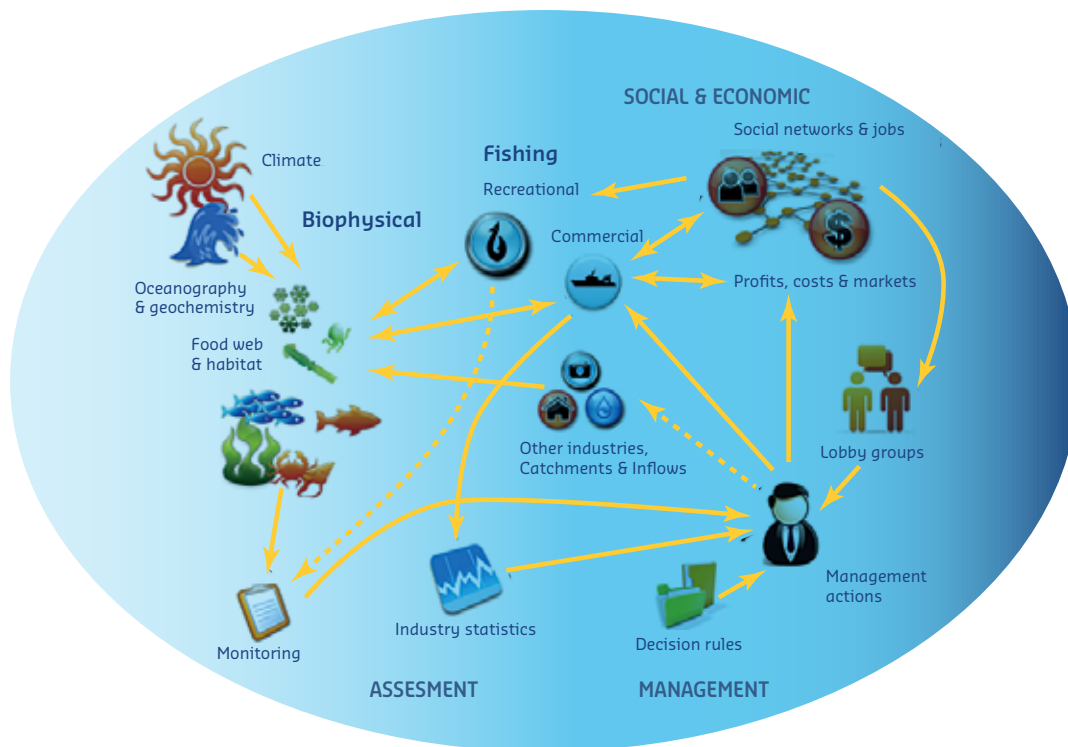 SOCIAL & ECONOMIC
Social networks & jobs
Climate
Fishing
Recreational
Biophysical
Commercial
Oceanography
& geochemistry
Profits, costs & markets
Food web
& habitat
Other industries,
Catchments & Inflows
Lobby groups
Management
actions
Industry statistics
Decision rules
Monitoring
ASSESMENT
MANAGEMENT